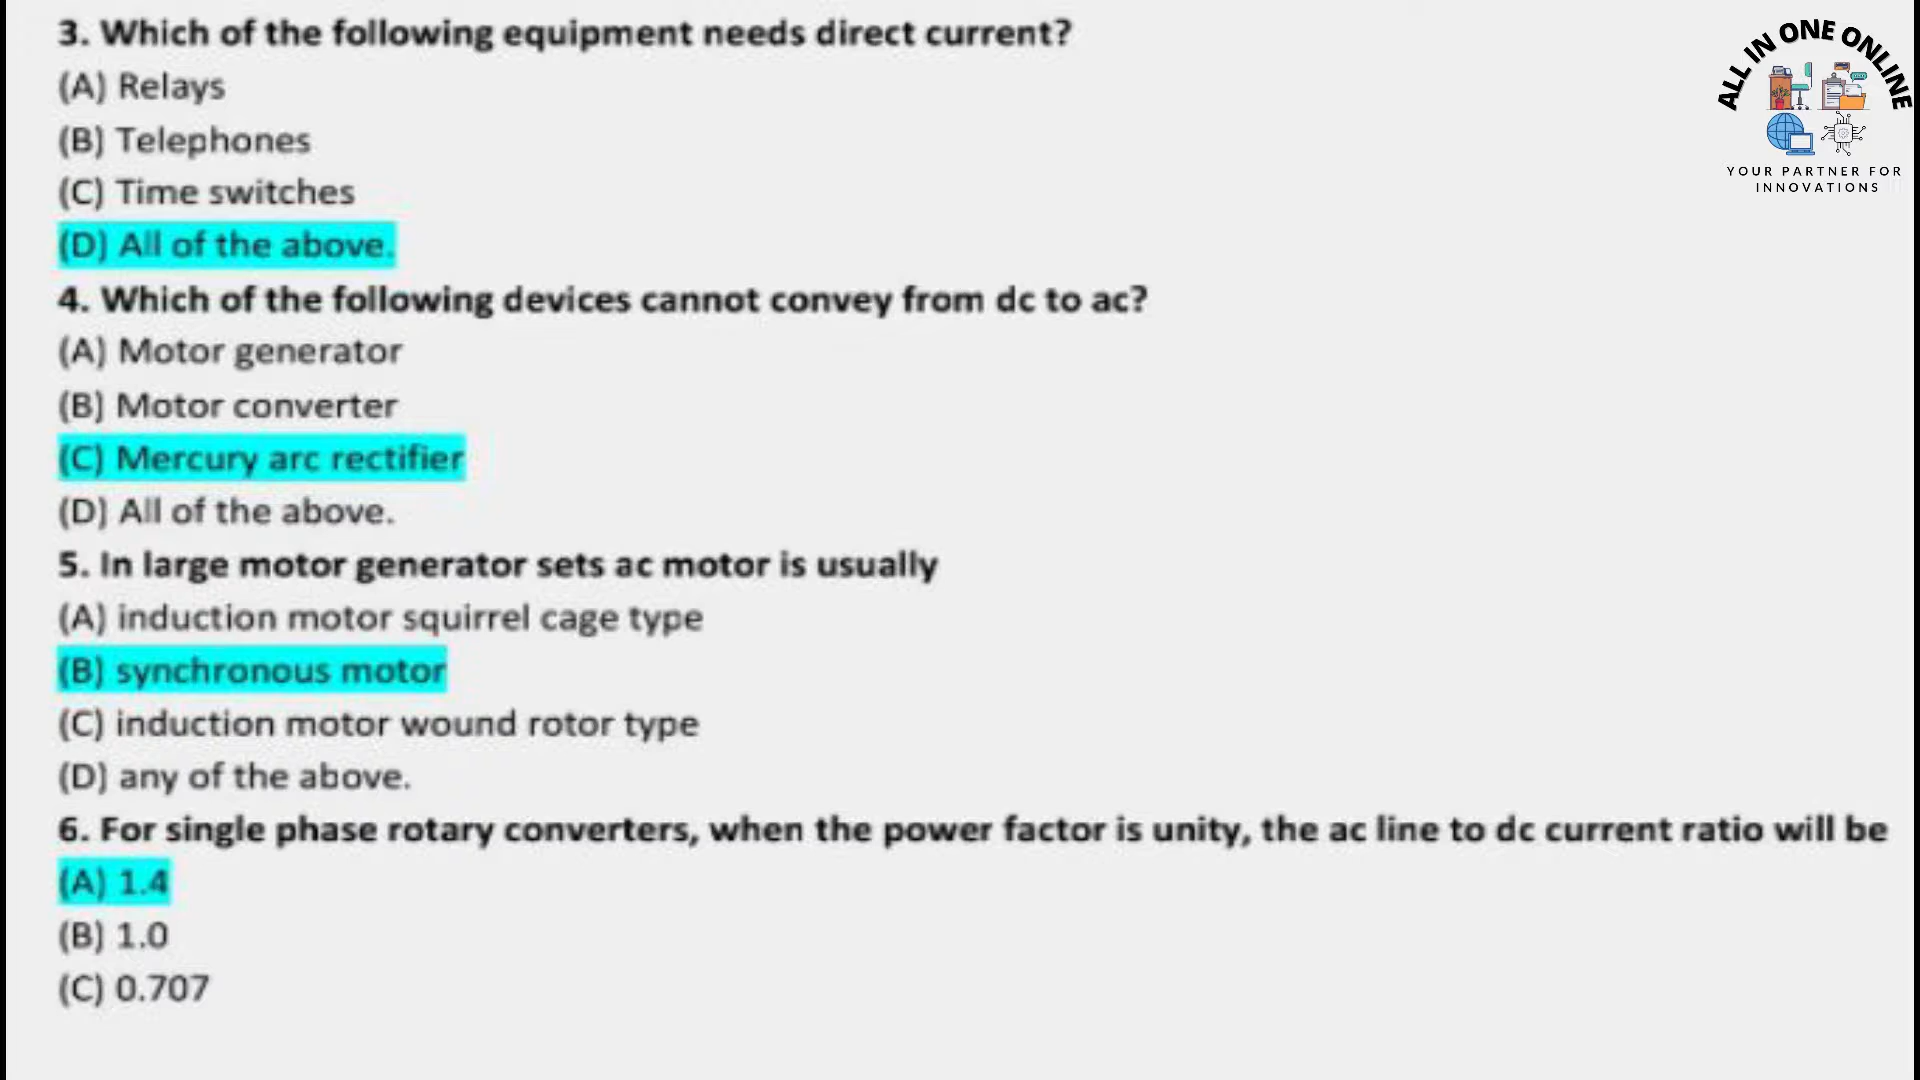 3. Which of the following equipment needs direct current?
(A) Relays
(B) Telephones
(C) Time switches
(D) All of the above.
4. Which of the following devices cannot convey from dc to ac?
(A) Motor generator
(B) Motor converter
(C) Mercury arc rectifier
(D) All of the above.
5. In large motor generator sets ac motor is usually
(A) induction motor squirrel cage type
(B) synchronous motor
(C) induction motor wound rotor type
(D) any of the above.
6. For single phase rotary converters, when the power factor is unity, the ac line to dc current ratio will be
(A) 1.4
(B) 1.0
(C) 0.707
ALL IN ONE ONLINE
YOUR PARTNER FOR
INNOVATIONS